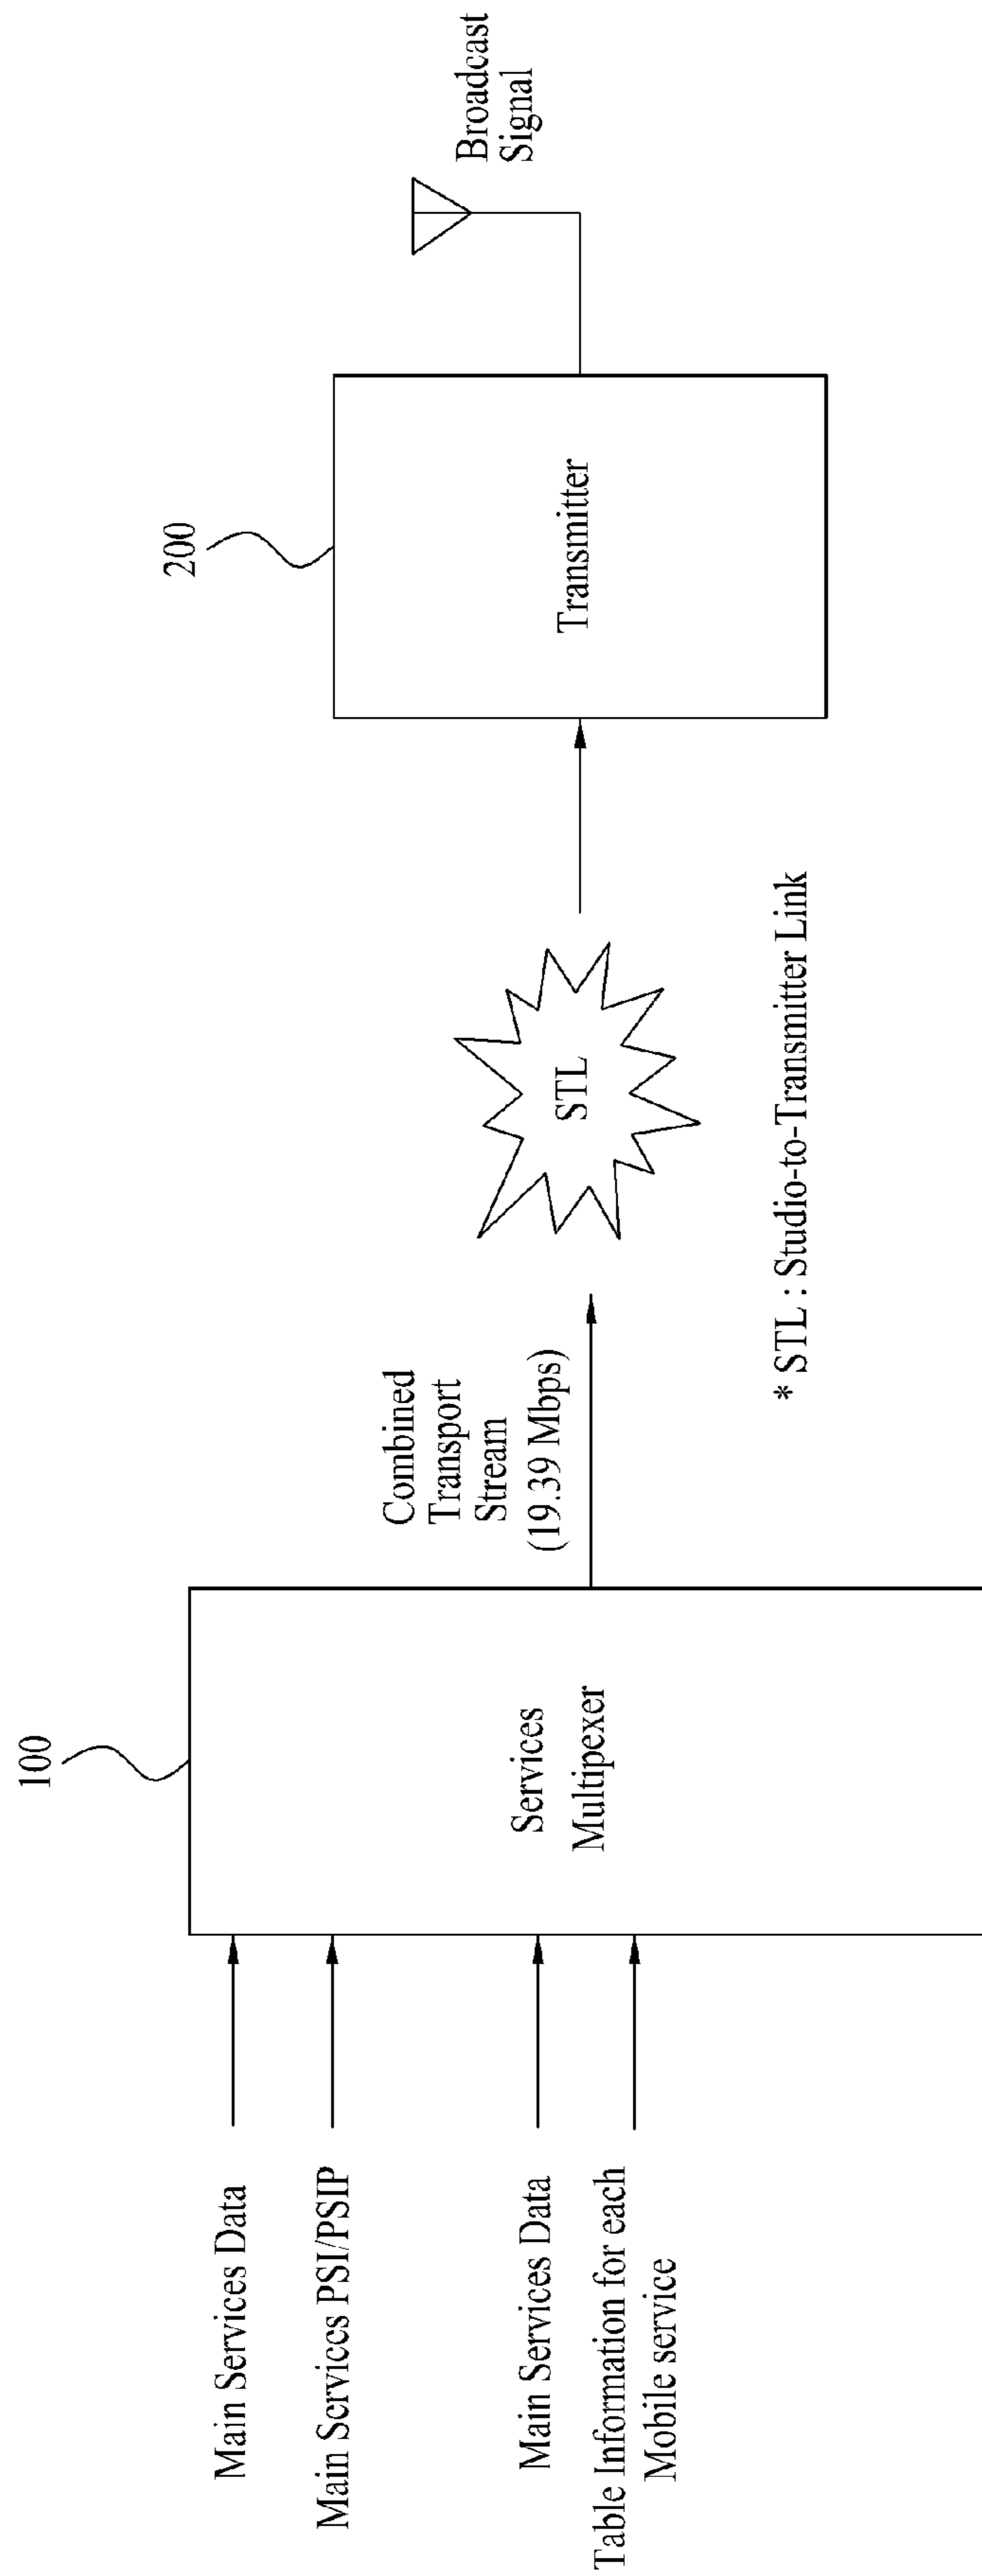 Main Services Data
Main Services PSI/PSIP
Main Services Data
Table Information for each
Mobile service
100
Services
Multipexer
Combined
Transport
Stream
(19.39 Mbps)
STL
* STL : Studio-to-Transmitter Link
200
Transmitter
Broadcast
Signal